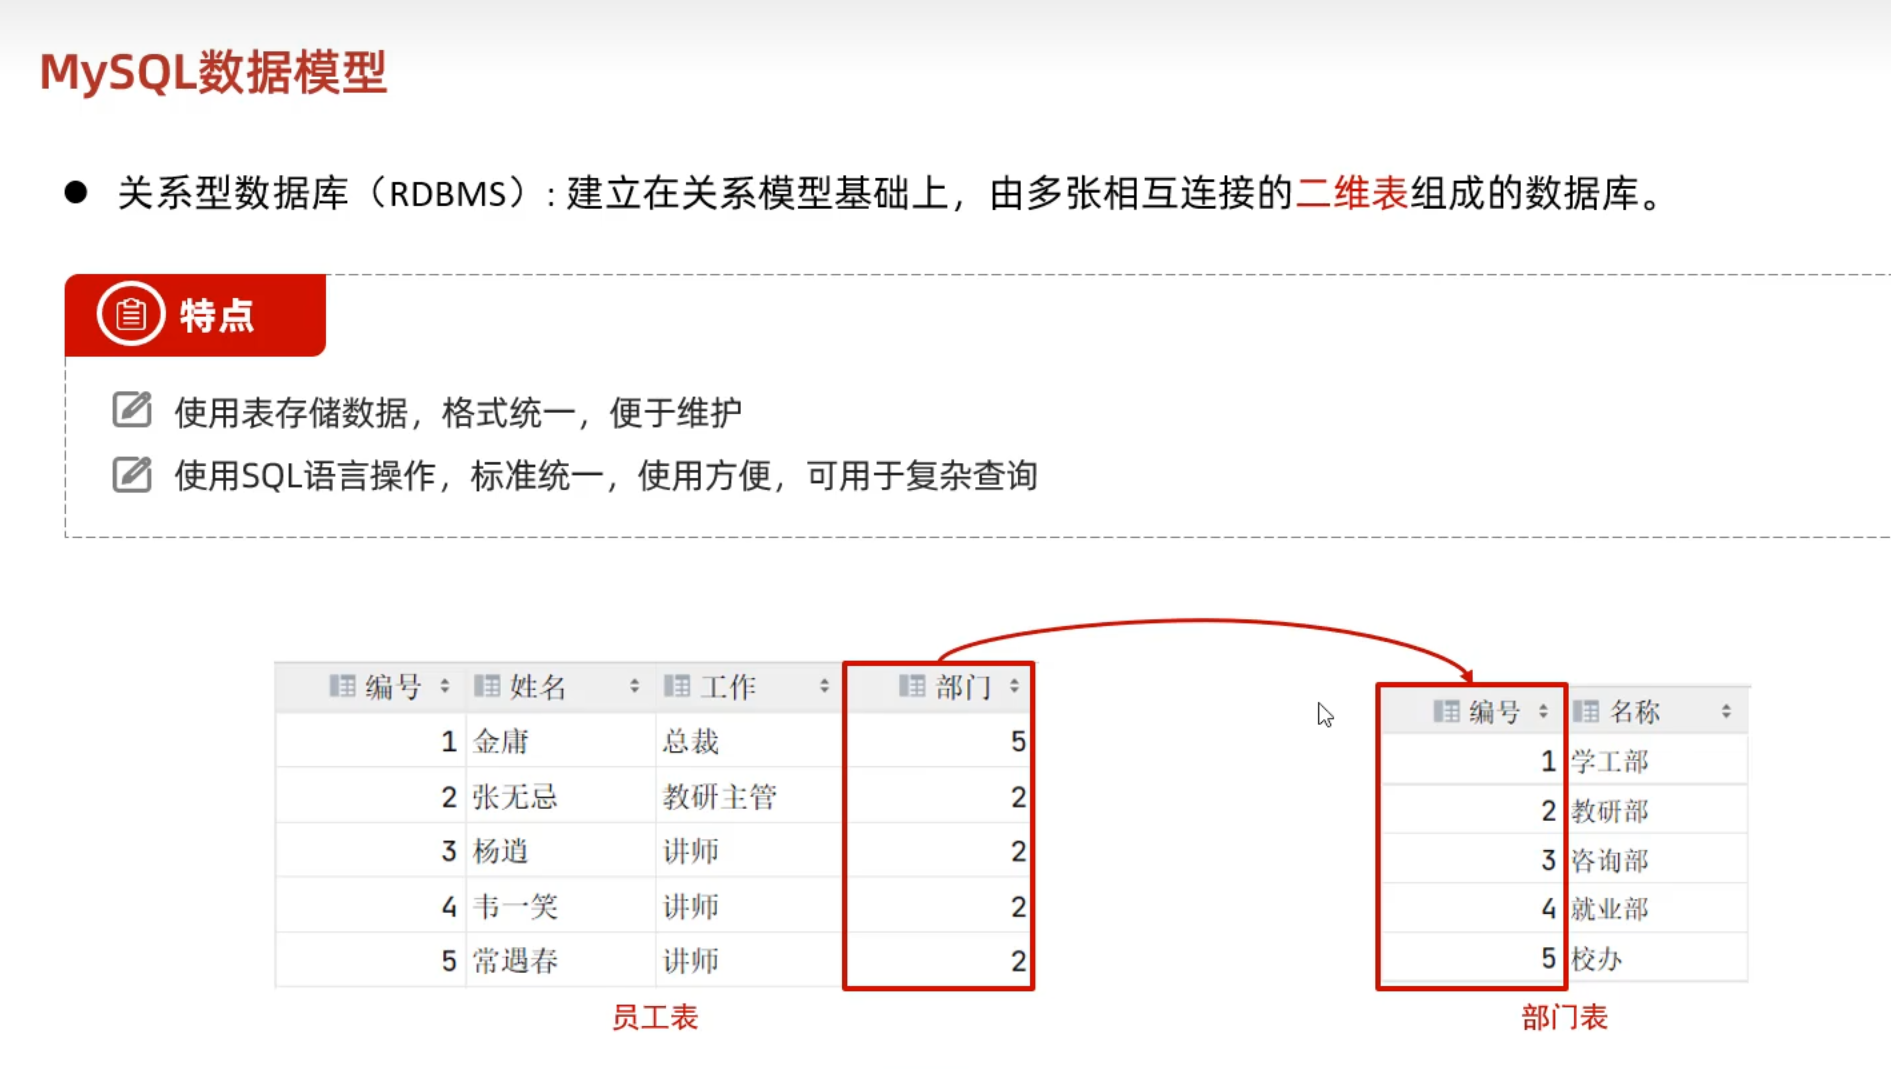 MySQL数据模型
● 关系型数据库（RDBMS）: 建立在关系模型基础上，由多张相互连接的二维表组成的数据库。
特点
使用表存储数据，格式统一，便于维护
使用SQL语言操作，标准统一，使用方便，可用于复杂查询
编号 姓名 工作 部门
1 金庸 总裁 5
2 张无忌 教研主管 2
3 杨逍 讲师 2
4 韦一笑 讲师 2
5 常遇春 讲师 2
员工表
编号 名称
1 学工部
2 教研部
3 咨询部
4 就业部
5 校办
部门表